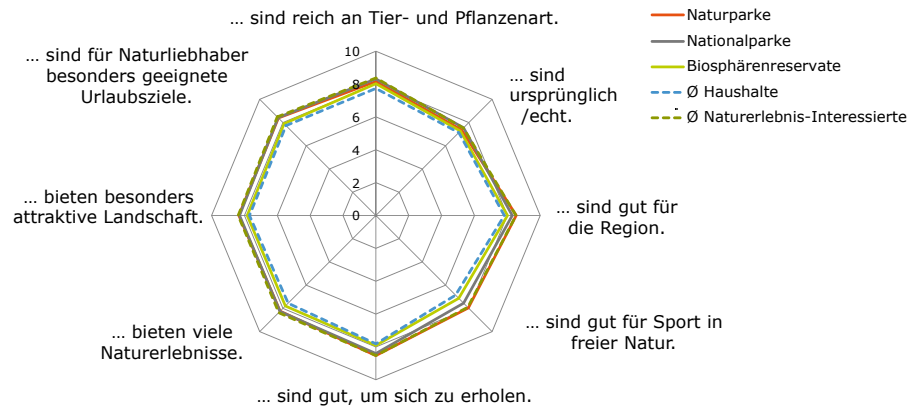 ... sind reich an Tier- und Pflanzenart.
... sind für Naturliebhaber
besonders geeignete
Urlaubsziele.
10
8
6
4
2
0
... sind
ursprünglich
/echt.
... bieten besonders
attraktive Landschaft.
... sind gut für
die Region.
... bieten viele
Naturerlebnisse.
... sind gut für Sport in
freier Natur.
... sind gut, um sich zu erholen.
Naturparke
Nationalparke
Biosphärenreservate
Ø Haushalte
Ø Naturerlebnis-Interessierte